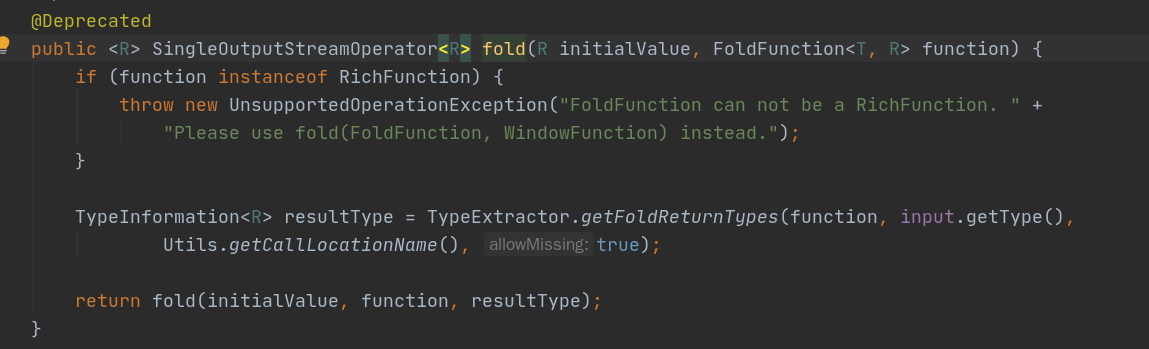 @Deprecated
public <R> SingleOutputStreamOperator<R> fold(R initialValue, FoldFunction<T, R> function) {
if (function instanceof RichFunction) {
throw new UnsupportedOperationException("FoldFunction can not be a RichFunction. " +
"Please use fold(FoldFunction, WindowFunction) instead.");
}
TypeInformation<R> resultType = TypeExtractor.getFoldReturnTypes(function, input.getType(),
Utils.getCallLocationName(), allowMissing: true);
return fold(initialValue, function, resultType);
}